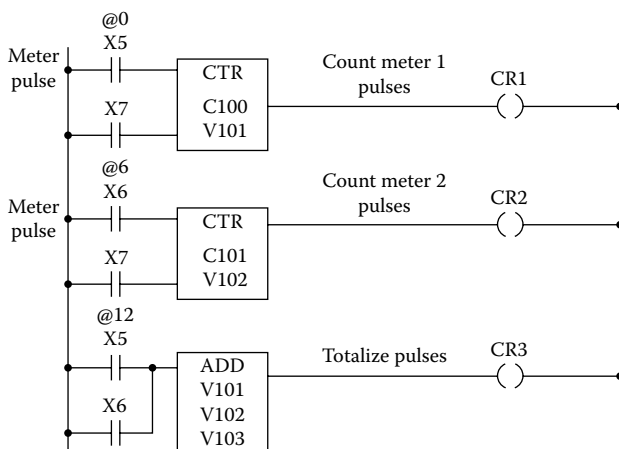 @0
X5
Meter
pulse
CTR
C100
V101
Count meter 1
pulses
CR1
X7
@6
X6
Meter
pulse
CTR
C101
V102
Count meter 2
pulses
CR2
X7
@12
X5
ADD
V101
V102
V103
Totalize pulses
CR3
X6